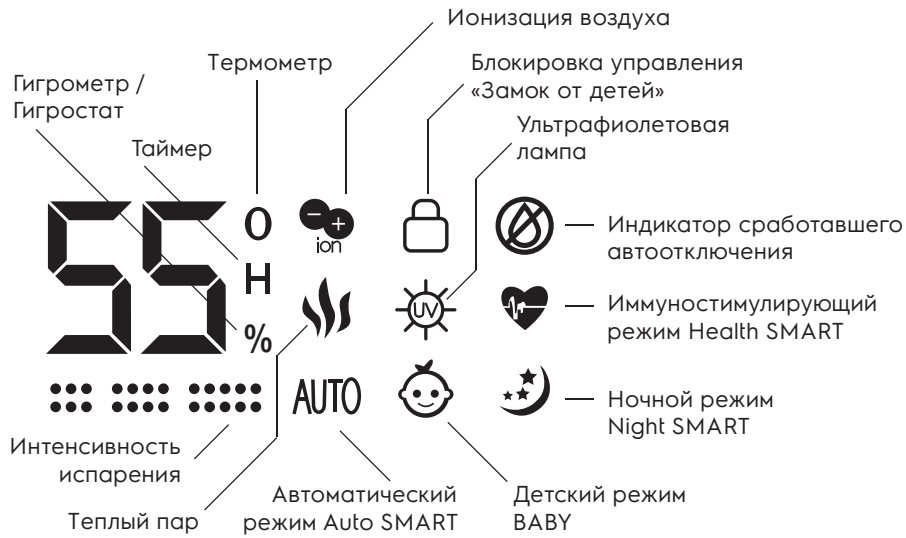 Ионизация воздуха
Термометр
Блокировка управления
«Замок от детей»
Гигрометр /
Гигростат
Ультрафиолетовая
лампа
Таймер
55
O
H
%
ion
UV
AUTO
Индикатор сработавшего
автоотключения
Иммуностимулирующий
режим Health SMART
Ночной режим
Night SMART
Интенсивность
испарения
Теплый пар
Автоматический
режим Auto SMART
Детский режим
BABY